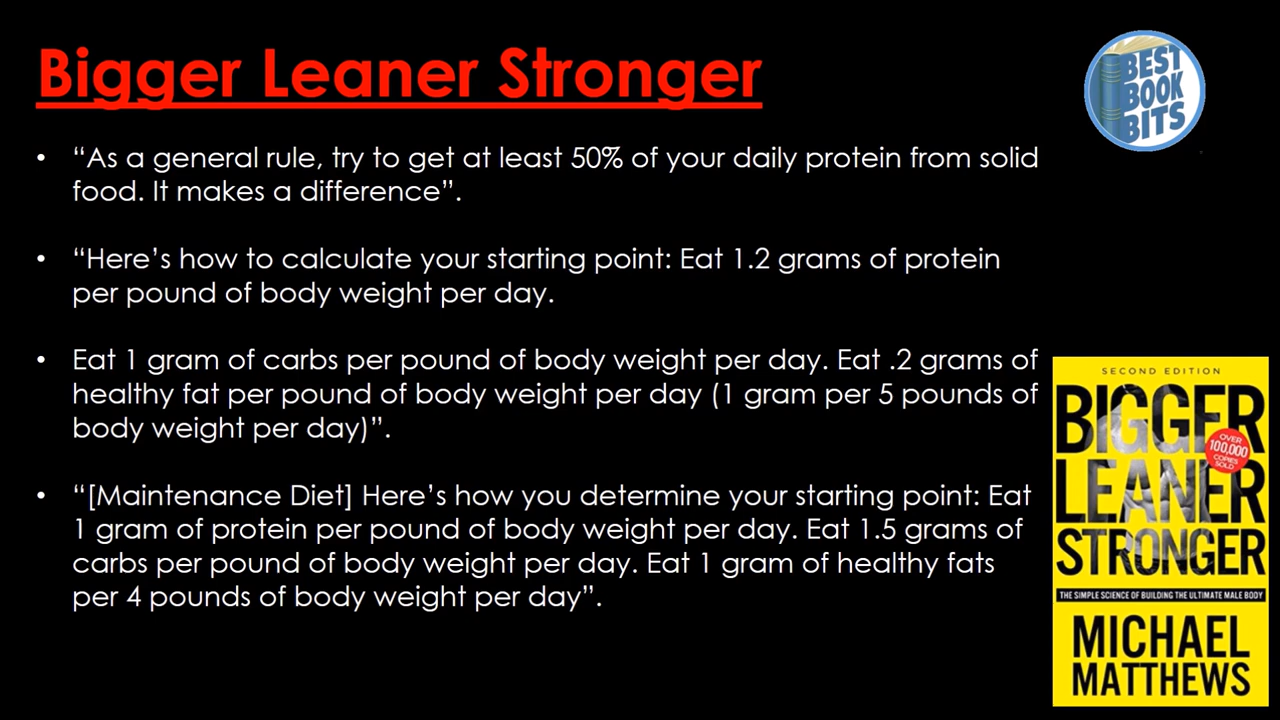 Bigger Leaner Stronger
BEST
BOOK
BITS
• “As a general rule, try to get at least 50% of your daily protein from solid
food. It makes a difference”.
• “Here’s how to calculate your starting point: Eat 1.2 grams of protein
per pound of body weight per day.
• Eat 1 gram of carbs per pound of body weight per day. Eat .2 grams of
healthy fat per pound of body weight per day (1 gram per 5 pounds of
body weight per day)”.
• “[Maintenance Diet] Here’s how you determine your starting point: Eat
1 gram of protein per pound of body weight per day. Eat 1.5 grams of
carbs per pound of body weight per day. Eat 1 gram of healthy fats
per 4 pounds of body weight per day”.
SECOND EDITION
BIGGER
OVER
100,000
COPIES
SOLD
LEANER
STRONGER
THE SIMPLE SCIENCE OF BUILDING THE ULTIMATE MALE BODY
MICHAEL
MATTHEWS